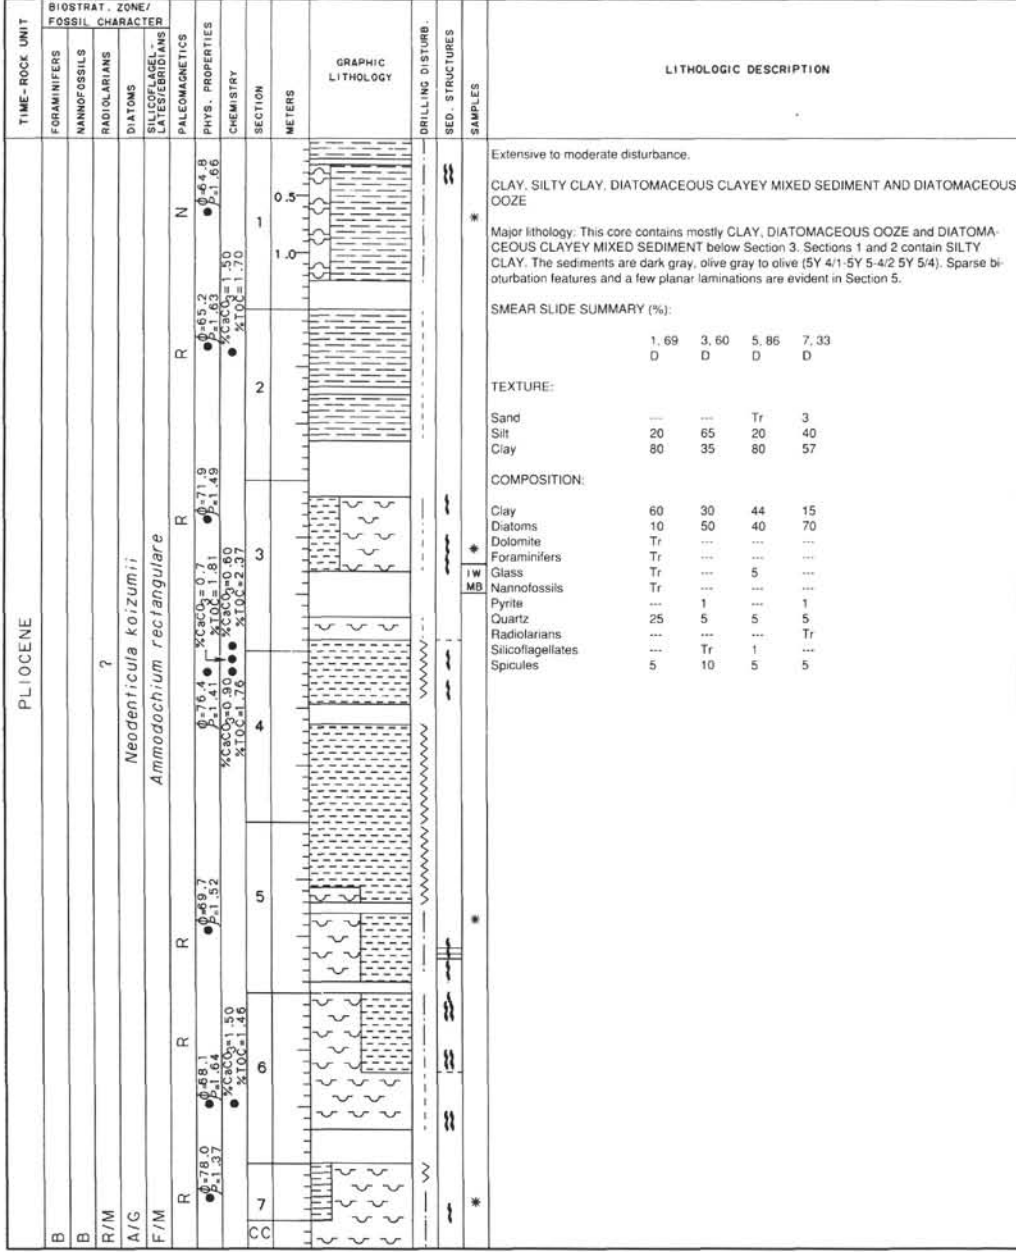 TIME-ROCK UNIT
BIOSTRAT. ZONE/
FOSSIL CHARACTER
FORAMINIFERS
NANNOFOSSILS
RADIOLARIANS
DIATOMS
SILICOFLAGEL-
LATES/EBRIDIANS
PALEOMAGNETICS
PHYS. PROPERTIES
CHEMISTRY
SECTION
METERS
GRAPHIC
LITHOLOGY
DRILLING DISTURB.
SED. STRUCTURES
SAMPLES
LITHOLOGIC DESCRIPTION
PLIOCENE
B
B
R/M
?
A/G
Neodenticula koizumii
F/M
Ammodochium rectangulare
N
R
R
R
R
R
Φ=64.8
P=1.66
Φ=65.2
P=1.63
Φ=71.9
P=1.49
Φ=76.4
P=1.41
Φ=69.7
P=1.52
Φ=68.1
P=1.64
Φ=78.0
P=1.37
%CaCO3=1.50
%TOC=1.70
%CaCO3=0.7
%TOC=1.81
%CaCO3=0.60
%TOC=2.37
%CaCO3=0.90
%TOC=1.76
%CaCO3=1.50
%TOC=1.46
1
2
3
4
5
6
7
CC
0.5
1.0
*
*
IW
MB
*
*
Extensive to moderate disturbance.
CLAY, SILTY CLAY, DIATOMACEOUS CLAYEY MIXED SEDIMENT AND DIATOMACEOUS
OOZE
Major lithology: This core contains mostly CLAY, DIATOMACEOUS OOZE and DIATOMA-
CEOUS CLAYEY MIXED SEDIMENT below Section 3. Sections 1 and 2 contain SILTY
CLAY. The sediments are dark gray, olive gray to olive (5Y 4/1-5Y 5-4/2 5Y 5/4). Sparse bi-
oturbation features and a few planar laminations are evident in Section 5.
SMEAR SLIDE SUMMARY (%):
1, 69 3, 60 5, 86 7, 33
D D D D
TEXTURE:
Sand --- --- Tr 3
Silt 20 65 20 40
Clay 80 35 80 57
COMPOSITION:
Clay 60 30 44 15
Diatoms 10 50 40 70
Dolomite Tr --- --- ---
Foraminifers Tr --- --- ---
Glass Tr --- 5 ---
Nannofossils Tr --- --- ---
Pyrite --- 1 --- 1
Quartz 25 5 5 5
Radiolarians --- --- --- Tr
Silicoflagellates --- Tr 1 ---
Spicules 5 10 5 5